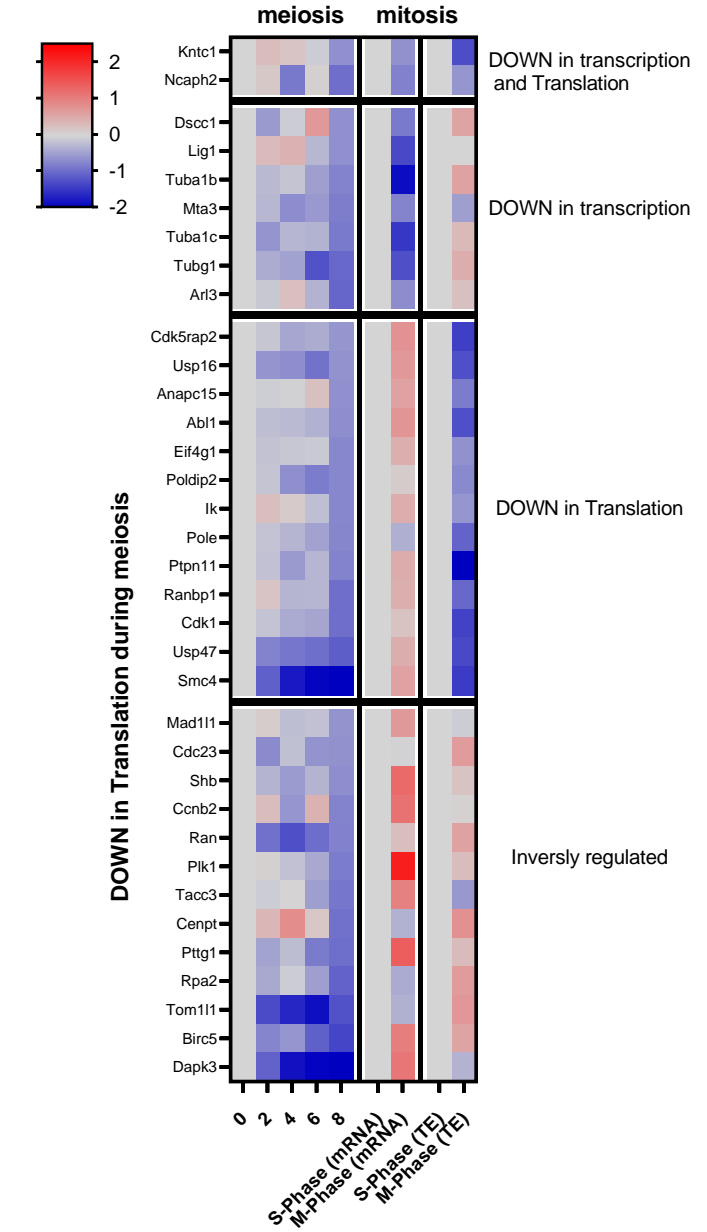 meiosis mitosis
2
1
0
-1
-2
Kntc1
Ncaph2
DOWN in transcription
and Translation
Dscc1
Lig1
Tuba1b
Mta3
Tuba1c
Tubg1
Arl3
DOWN in transcription
Cdk5rap2
Usp16
Anapc15
Abl1
Eif4g1
Poldip2
Ik
Pole
Ptpn11
Ranbp1
Cdk1
Usp47
Smc4
DOWN in Translation
Mad1l1
Cdc23
Shb
Ccnb2
Ran
Plk1
Tacc3
Cenpt
Pttg1
Rpa2
Tom1l1
Birc5
Dapk3
Inversly regulated
DOWN in Translation during meiosis
0
2
4
6
8
S-Phase (mRNA)
M-Phase (mRNA)
S-Phase (TE)
M-Phase (TE)